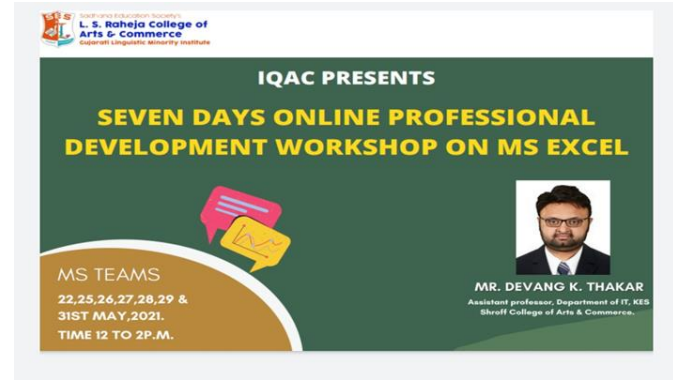 SES
Sadhana Education Society's
L. S. Raheja College of
Arts & Commerce
Gujarati Linguistic Minority Institute
IQAC PRESENTS
SEVEN DAYS ONLINE PROFESSIONAL
DEVELOPMENT WORKSHOP ON MS EXCEL
MS TEAMS
22,25,26,27,28,29 &
31ST MAY,2021.
TIME 12 TO 2P.M.
MR. DEVANG K. THAKAR
Assistant professor, Department of IT, KES
Shroff College of Arts & Commerce.